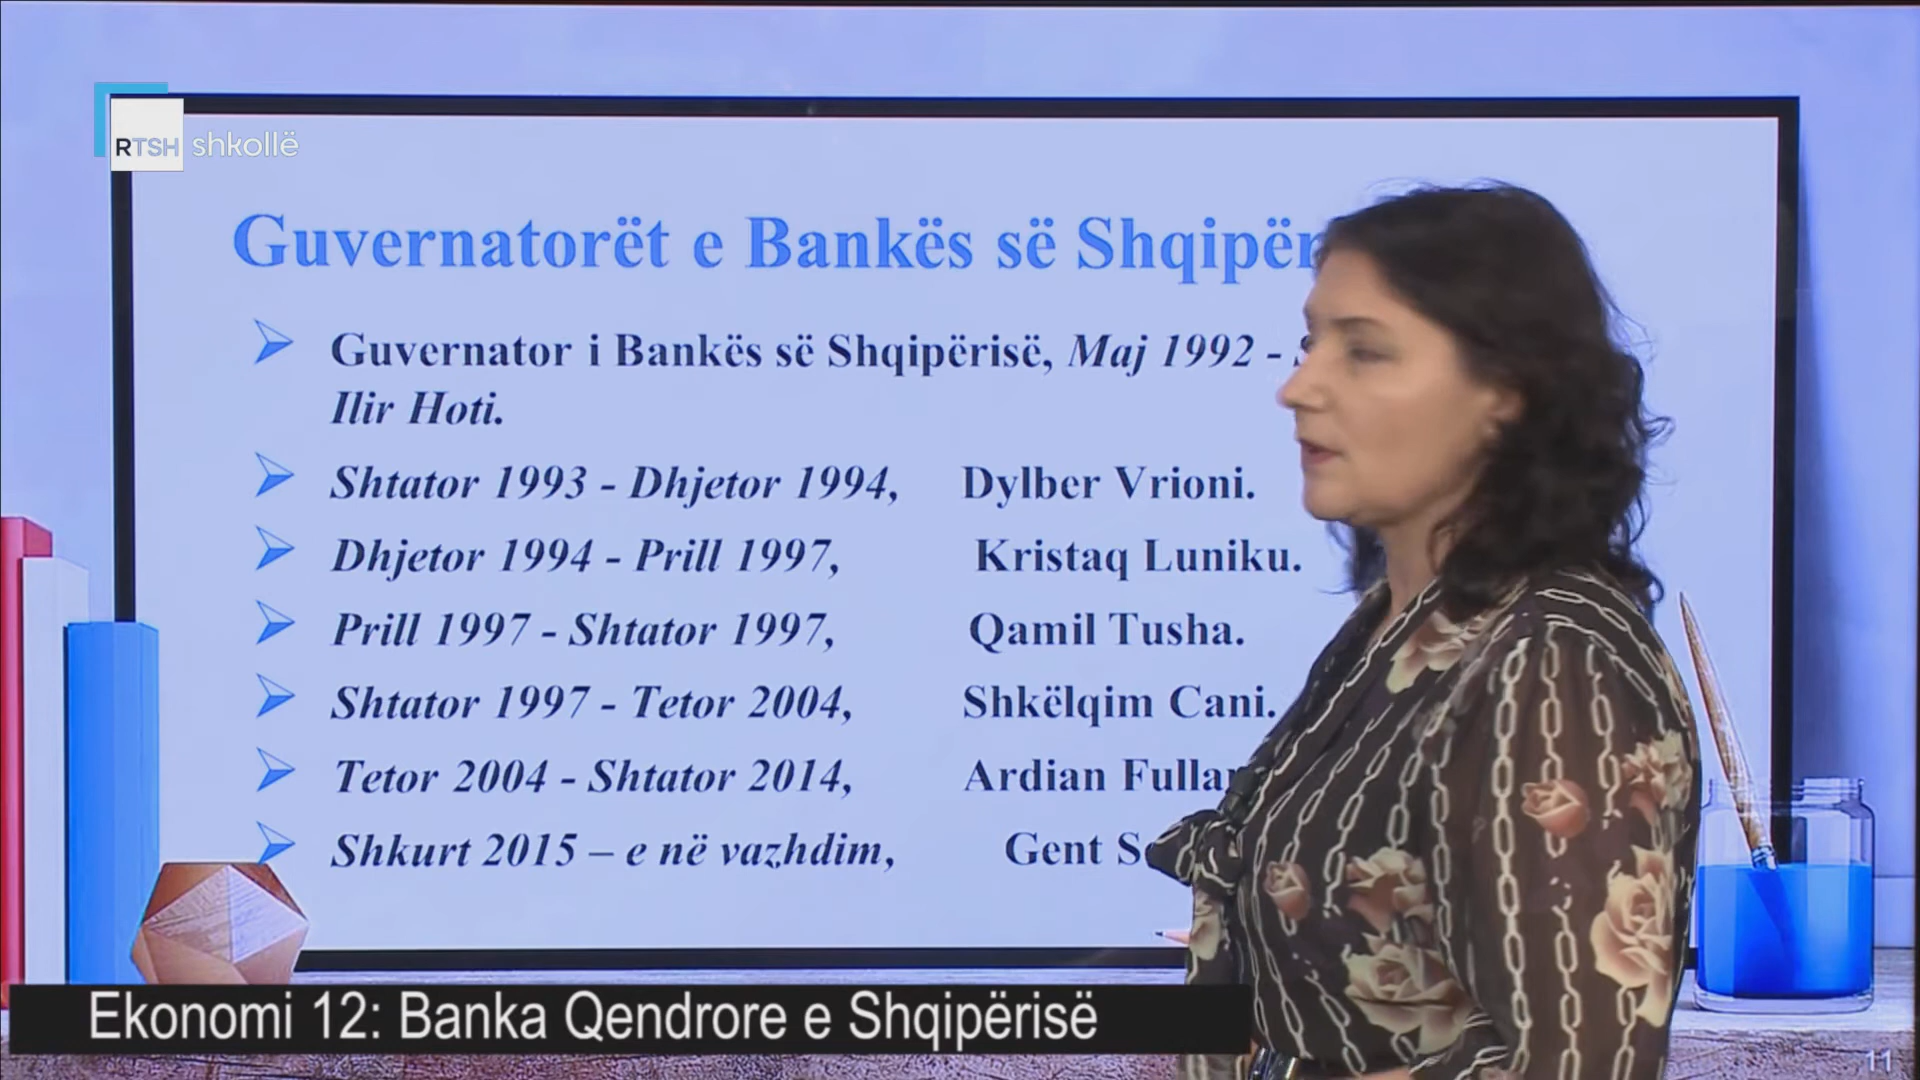 RTSH shkollë
Guvernatorët e Bankës së
Guvernator i Bankës së Shqipërisë, Maj 1992 -
Ilir Hoti.
Shtator 1993 - Dhjetor 1994, Dylber Vrioni.
Dhjetor 1994 - Prill 1997, Kristaq Luniku.
Prill 1997 - Shtator 1997, Qamil Tusha.
Shtator 1997 - Tetor 2004, Shkëlqim Cani.
Tetor 2004 - Shtator 2014, Ardian
Shkurt 2015 – e në vazhdim, Gent
Ekonomi 12: Banka Qendrore e Shqipërisë
11